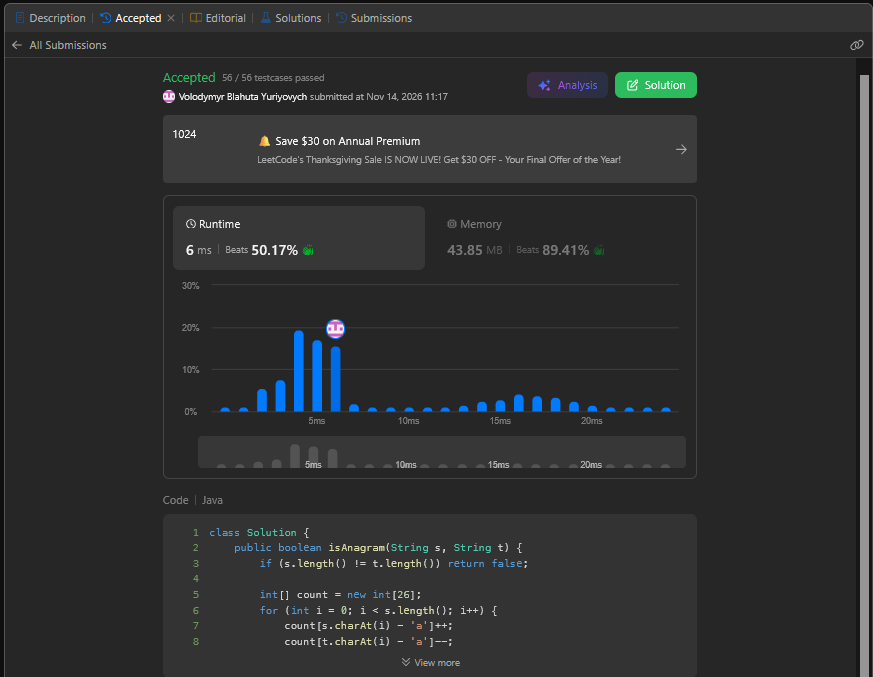 Description | Accepted × | Editorial | Solutions | Submissions
← All Submissions
Accepted 56 / 56 testcases passed
Volodymyr Blahuta Yuriyovych submitted at Nov 14, 2026 11:17
Analysis
Solution
1024
Save $30 on Annual Premium
LeetCode's Thanksgiving Sale IS NOW LIVE! Get $30 OFF - Your Final Offer of the Year!
Runtime
6 ms | Beats 50.17%
Memory
43.85 MB | Beats 89.41%
30%
20%
10%
0%
5ms 10ms 15ms 20ms
5ms 10ms 15ms 20ms
Code | Java
1 class Solution {
2     public boolean isAnagram(String s, String t) {
3         if (s.length() != t.length()) return false;
4
5         int[] count = new int[26];
6         for (int i = 0; i < s.length(); i++) {
7             count[s.charAt(i) - 'a']++;
8             count[t.charAt(i) - 'a']--;
View more